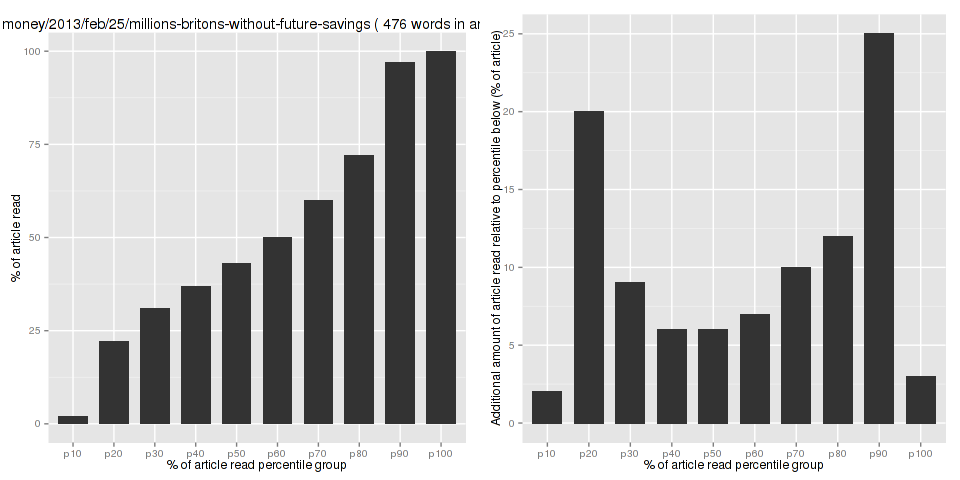 money/2013/feb/25/millions-britons-without-future-savings ( 476 words in ar
% of article read
100
75
50
25
0
p10 p20 p30 p40 p50 p60 p70 p80 p90 p100
% of article read percentile group
Additional amount of article read relative to percentile below (% of article)
25
20
15
10
5
0
p10 p20 p30 p40 p50 p60 p70 p80 p90 p100
% of article read percentile group